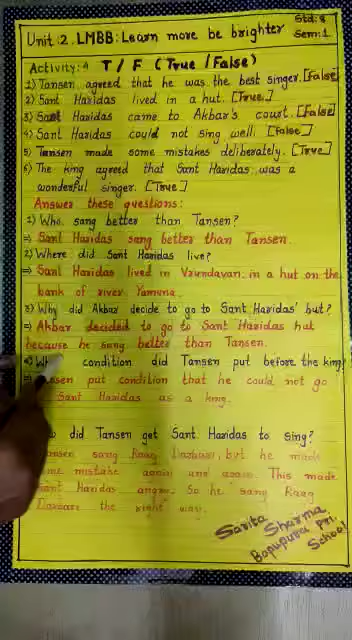 Std: 8
Unit: 2. LMBB: Learn more be brighter
Sem: 1
Activity: 4 T / F (True / False)
1) Tansen agreed that he was the best singer. [False]
2) Sant Haridas lived in a hut. [True]
3) Sant Haridas came to Akbar's court. [False]
4) Sant Haridas could not sing well. [False]
5) Tansen made some mistakes deliberately. [True]
6) The king agreed that Sant Haridas was a
wonderful singer. [True]
Answer these questions:
1) Who sang better than Tansen?
⇒ Sant Haridas sang better than Tansen.
2) Where did Sant Haridas live?
⇒ Sant Haridas lived in Vrundavan in a hut on the
bank of river Yamuna.
3) Why did Akbar decide to go to Sant Haridas' hut?
⇒ Akbar decided to go to Sant Haridas hut
because he sang better than Tansen.
4) condition did Tansen put before the king?
put condition that he could not go
Sant Haridas as a king.
did Tansen get Sant Haridas to sing?
sang Raag Darbari, but he made
mistake again and again. This made
Haridas angry. So he sang Raag
the right way.
Sarita Sharma
Bapupura Pri.
School